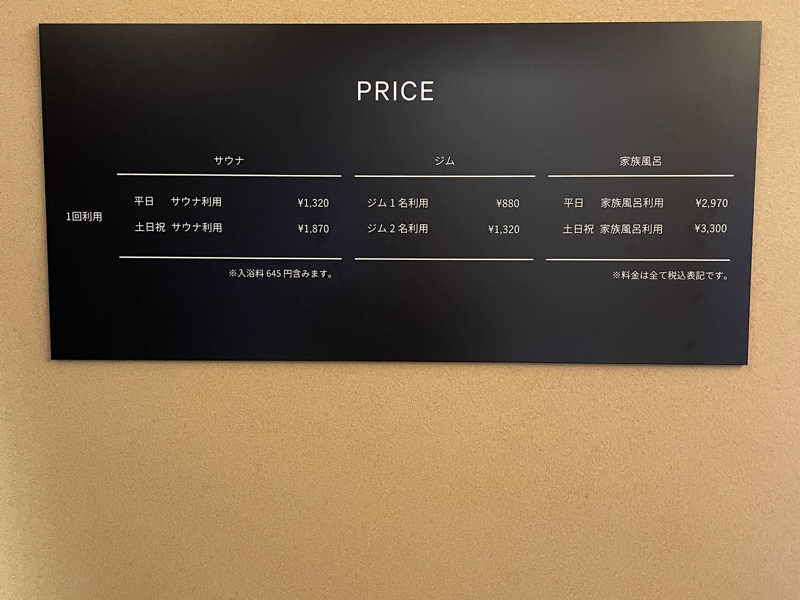 PRICE
サウナ ジム 家族風呂
1回利用
平日 サウナ利用 ¥1,320 ジム 1 名利用 ¥880 平日 家族風呂利用 ¥2,970
土日祝 サウナ利用 ¥1,870 ジム 2 名利用 ¥1,320 土日祝 家族風呂利用 ¥3,300
※入浴料 645 円含みます。 ※料金は全て税込表記です。